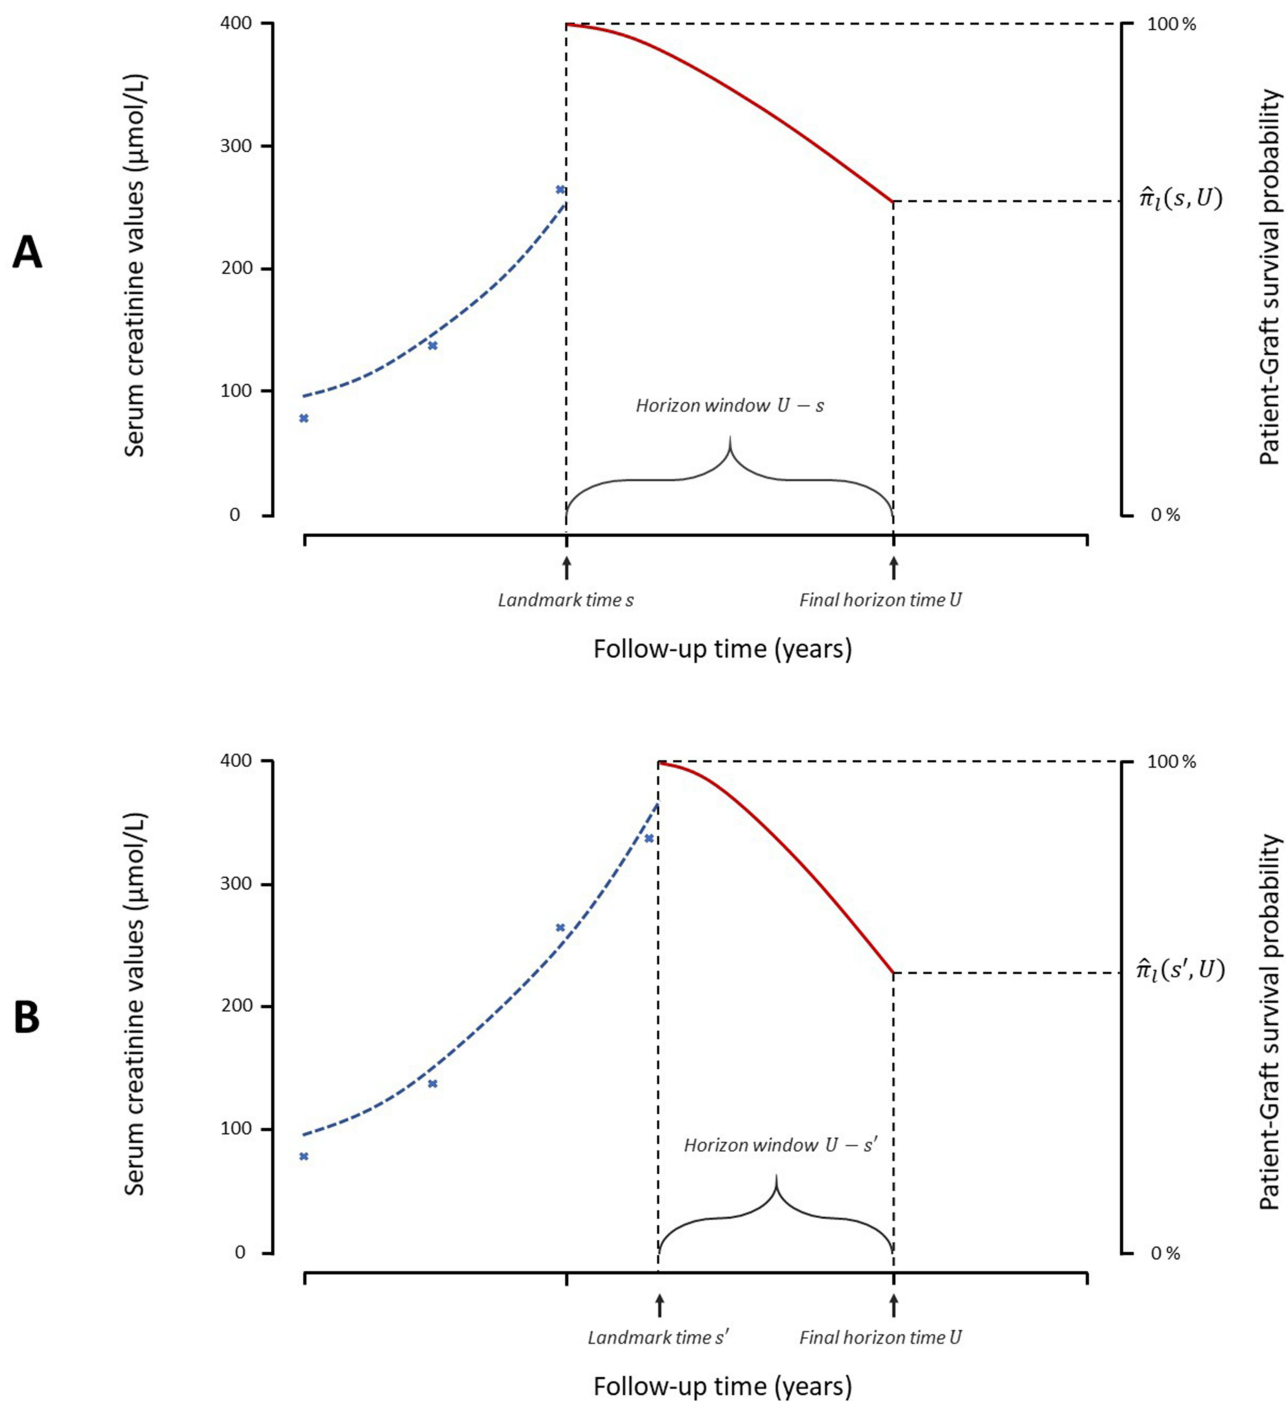 A
Serum creatinine values (µmol/L)
400
300
200
100
0
100 %
π̂ₗ(s, U)
0 %
Patient-Graft survival probability
Horizon window U − s
Landmark time s
Final horizon time U
Follow-up time (years)
B
Serum creatinine values (µmol/L)
400
300
200
100
0
100 %
π̂ₗ(s′, U)
0 %
Patient-Graft survival probability
Horizon window U − s′
Landmark time s′
Final horizon time U
Follow-up time (years)